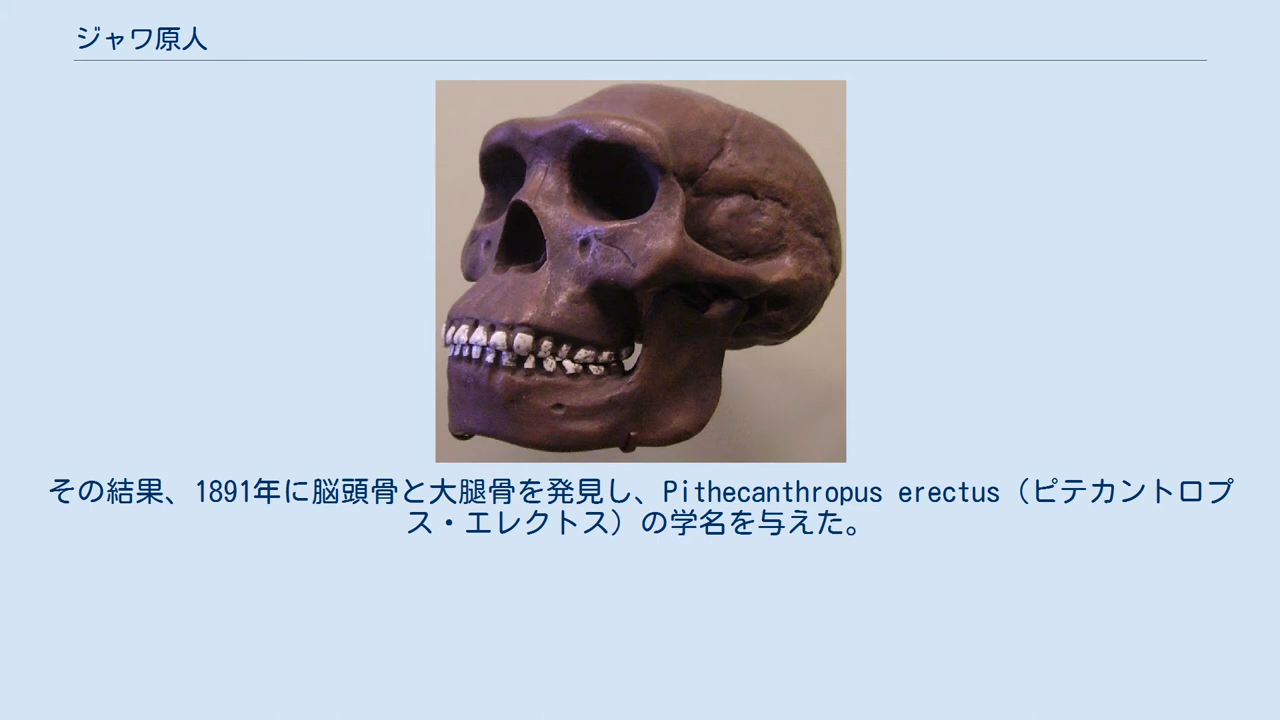 ジャワ原人
その結果、1891年に脳頭骨と大腿骨を発見し、Pithecanthropus erectus（ピテカントロプ
ス・エレクトス）の学名を与えた。